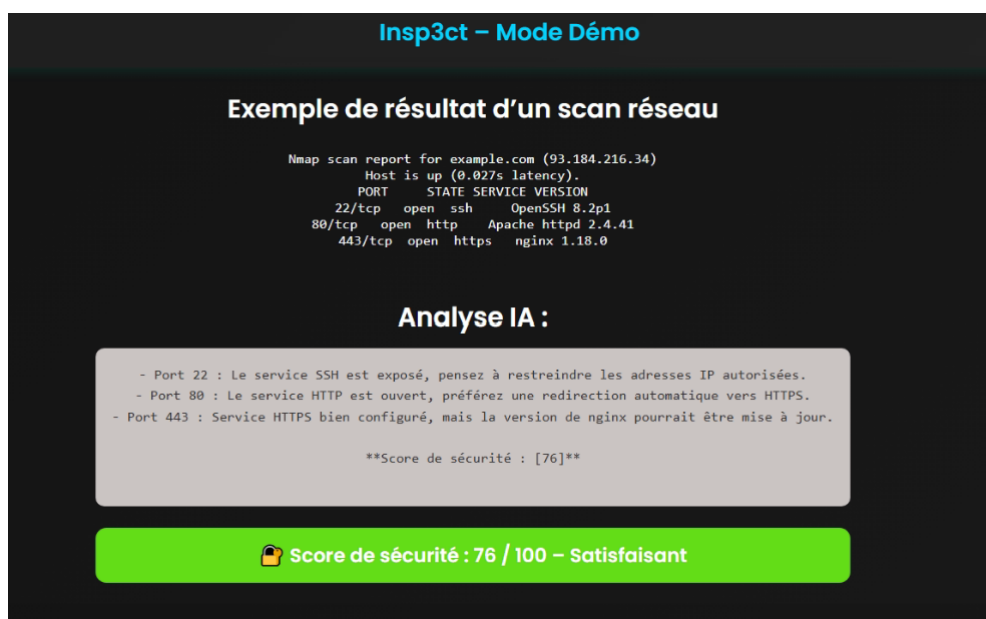 Insp3ct – Mode Démo
Exemple de résultat d’un scan réseau
Nmap scan report for example.com (93.184.216.34)
Host is up (0.027s latency).
PORT STATE SERVICE VERSION
22/tcp open ssh OpenSSH 8.2p1
80/tcp open http Apache httpd 2.4.41
443/tcp open https nginx 1.18.0
Analyse IA :
- Port 22 : Le service SSH est exposé, pensez à restreindre les adresses IP autorisées.
- Port 80 : Le service HTTP est ouvert, préférez une redirection automatique vers HTTPS.
- Port 443 : Service HTTPS bien configuré, mais la version de nginx pourrait être mise à jour.
**Score de sécurité : [76]**
🔐 Score de sécurité : 76 / 100 – Satisfaisant